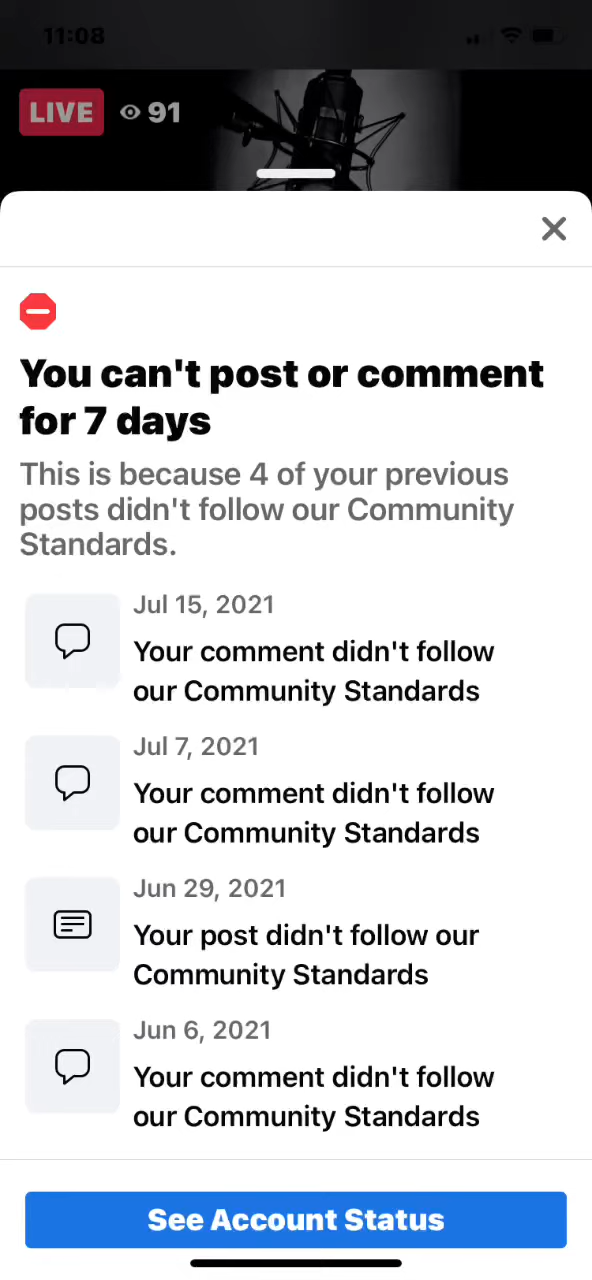 11:08
LIVE 91
You can't post or comment
for 7 days
This is because 4 of your previous
posts didn't follow our Community
Standards.
Jul 15, 2021
Your comment didn't follow
our Community Standards
Jul 7, 2021
Your comment didn't follow
our Community Standards
Jun 29, 2021
Your post didn't follow our
Community Standards
Jun 6, 2021
Your comment didn't follow
our Community Standards
See Account Status